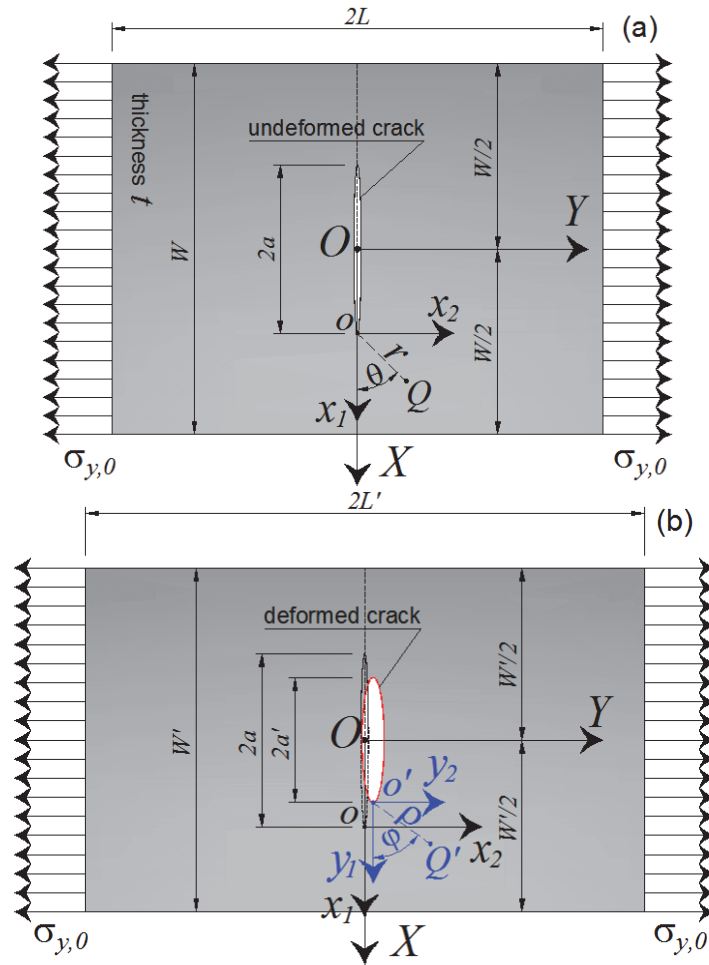 2L
(a)
thickness t
undeformed crack
W/2
2a
W
O
Y
o
x2
r
θ
Q
W/2
x1
σy,0
X
σy,0
2L'
(b)
deformed crack
W'/2
W'
2a
2a'
O
Y
o'
y2
o
ρ
φ
x2
Q'
W'/2
y1
x1
σy,0
X
σy,0